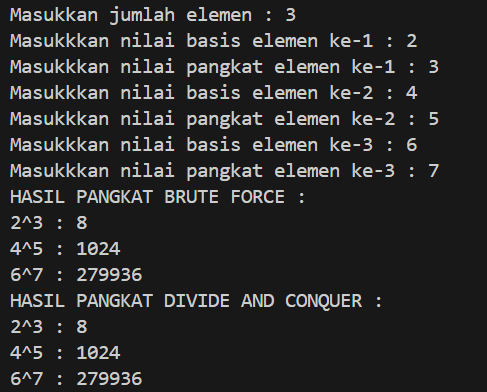 Masukkan jumlah elemen : 3
Masukkkan nilai basis elemen ke-1 : 2
Masukkkan nilai pangkat elemen ke-1 : 3
Masukkkan nilai basis elemen ke-2 : 4
Masukkkan nilai pangkat elemen ke-2 : 5
Masukkkan nilai basis elemen ke-3 : 6
Masukkkan nilai pangkat elemen ke-3 : 7
HASIL PANGKAT BRUTE FORCE :
2^3 : 8
4^5 : 1024
6^7 : 279936
HASIL PANGKAT DIVIDE AND CONQUER :
2^3 : 8
4^5 : 1024
6^7 : 279936